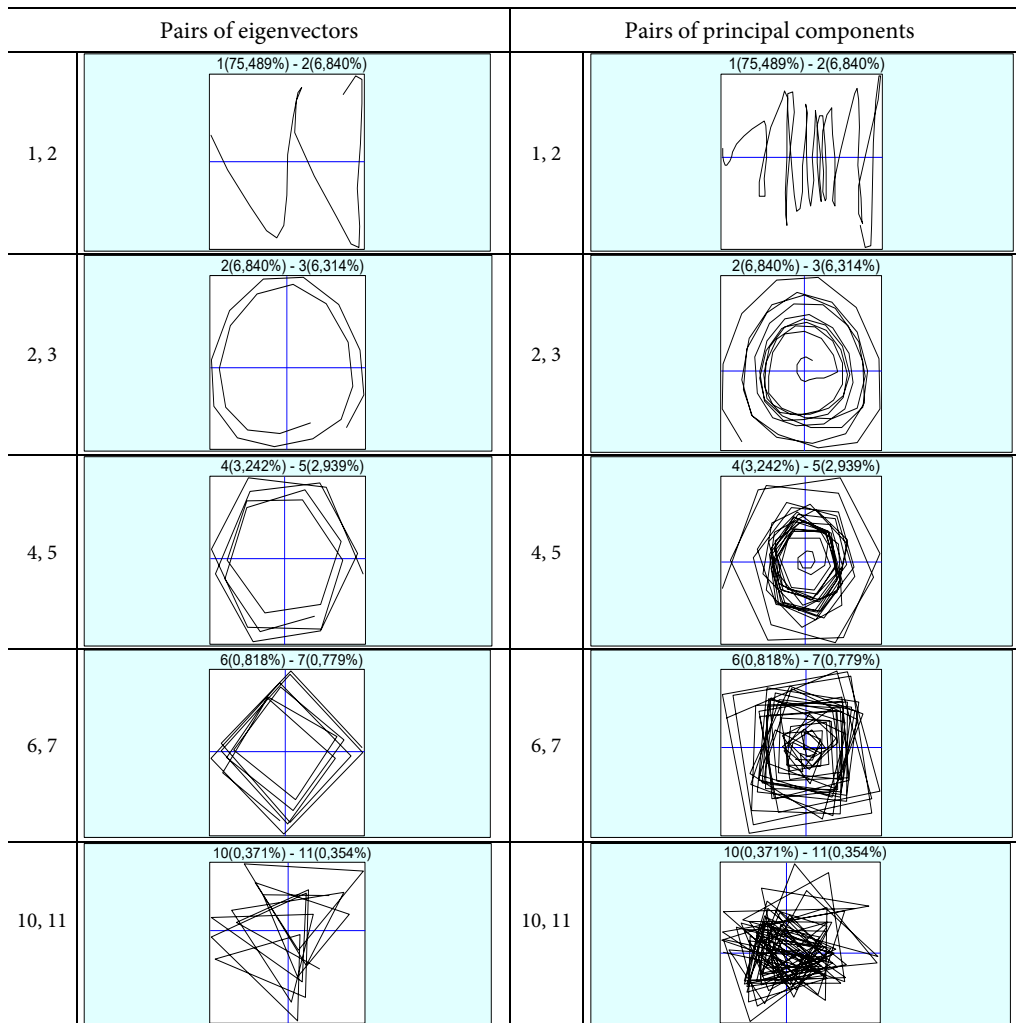 Pairs of eigenvectors Pairs of principal components
1(75,489%) - 2(6,840%) 1(75,489%) - 2(6,840%)
1, 2 1, 2
2(6,840%) - 3(6,314%) 2(6,840%) - 3(6,314%)
2, 3 2, 3
4(3,242%) - 5(2,939%) 4(3,242%) - 5(2,939%)
4, 5 4, 5
6(0,818%) - 7(0,779%) 6(0,818%) - 7(0,779%)
6, 7 6, 7
10(0,371%) - 11(0,354%) 10(0,371%) - 11(0,354%)
10, 11 10, 11